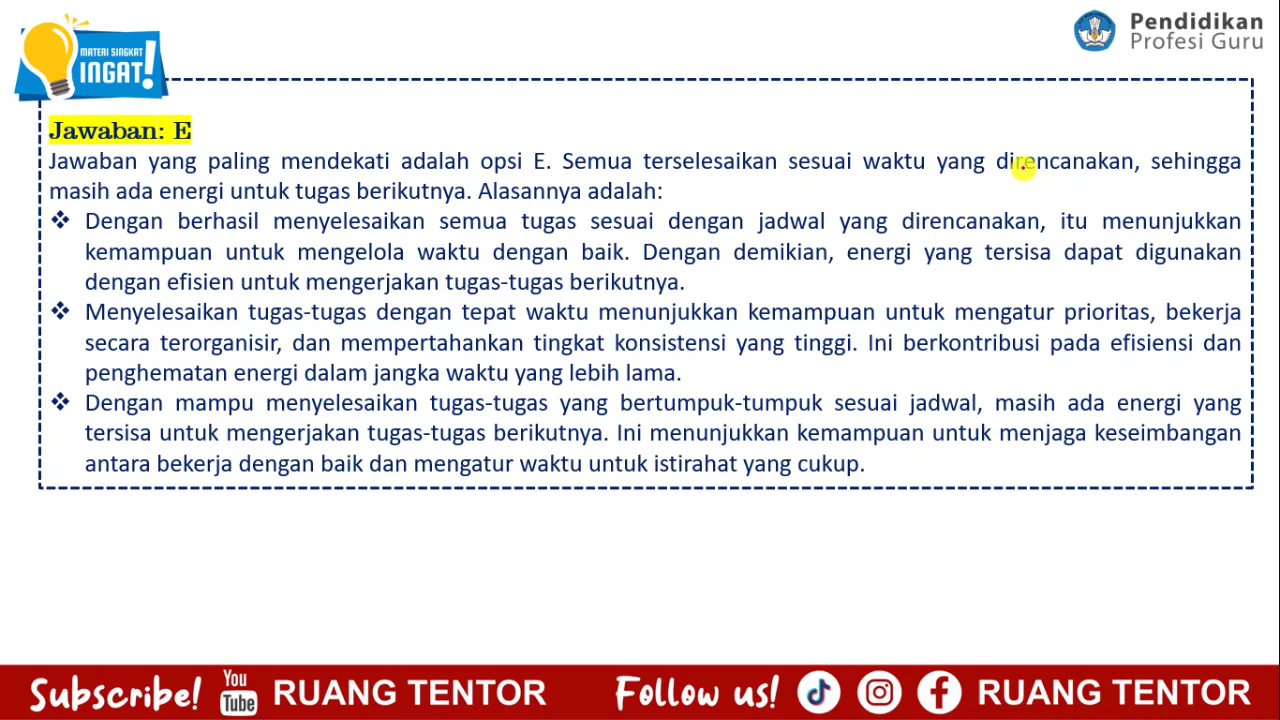 MATERI SINGKAT
INGAT!
Pendidikan
Profesi Guru
Jawaban: E
Jawaban yang paling mendekati adalah opsi E. Semua terselesaikan sesuai waktu yang direncanakan, sehingga
masih ada energi untuk tugas berikutnya. Alasannya adalah:
❖ Dengan berhasil menyelesaikan semua tugas sesuai dengan jadwal yang direncanakan, itu menunjukkan
kemampuan untuk mengelola waktu dengan baik. Dengan demikian, energi yang tersisa dapat digunakan
dengan efisien untuk mengerjakan tugas-tugas berikutnya.
❖ Menyelesaikan tugas-tugas dengan tepat waktu menunjukkan kemampuan untuk mengatur prioritas, bekerja
secara terorganisir, dan mempertahankan tingkat konsistensi yang tinggi. Ini berkontribusi pada efisiensi dan
penghematan energi dalam jangka waktu yang lebih lama.
❖ Dengan mampu menyelesaikan tugas-tugas yang bertumpuk-tumpuk sesuai jadwal, masih ada energi yang
tersisa untuk mengerjakan tugas-tugas berikutnya. Ini menunjukkan kemampuan untuk menjaga keseimbangan
antara bekerja dengan baik dan mengatur waktu untuk istirahat yang cukup.
Subscribe! You Tube RUANG TENTOR Follow us! RUANG TENTOR